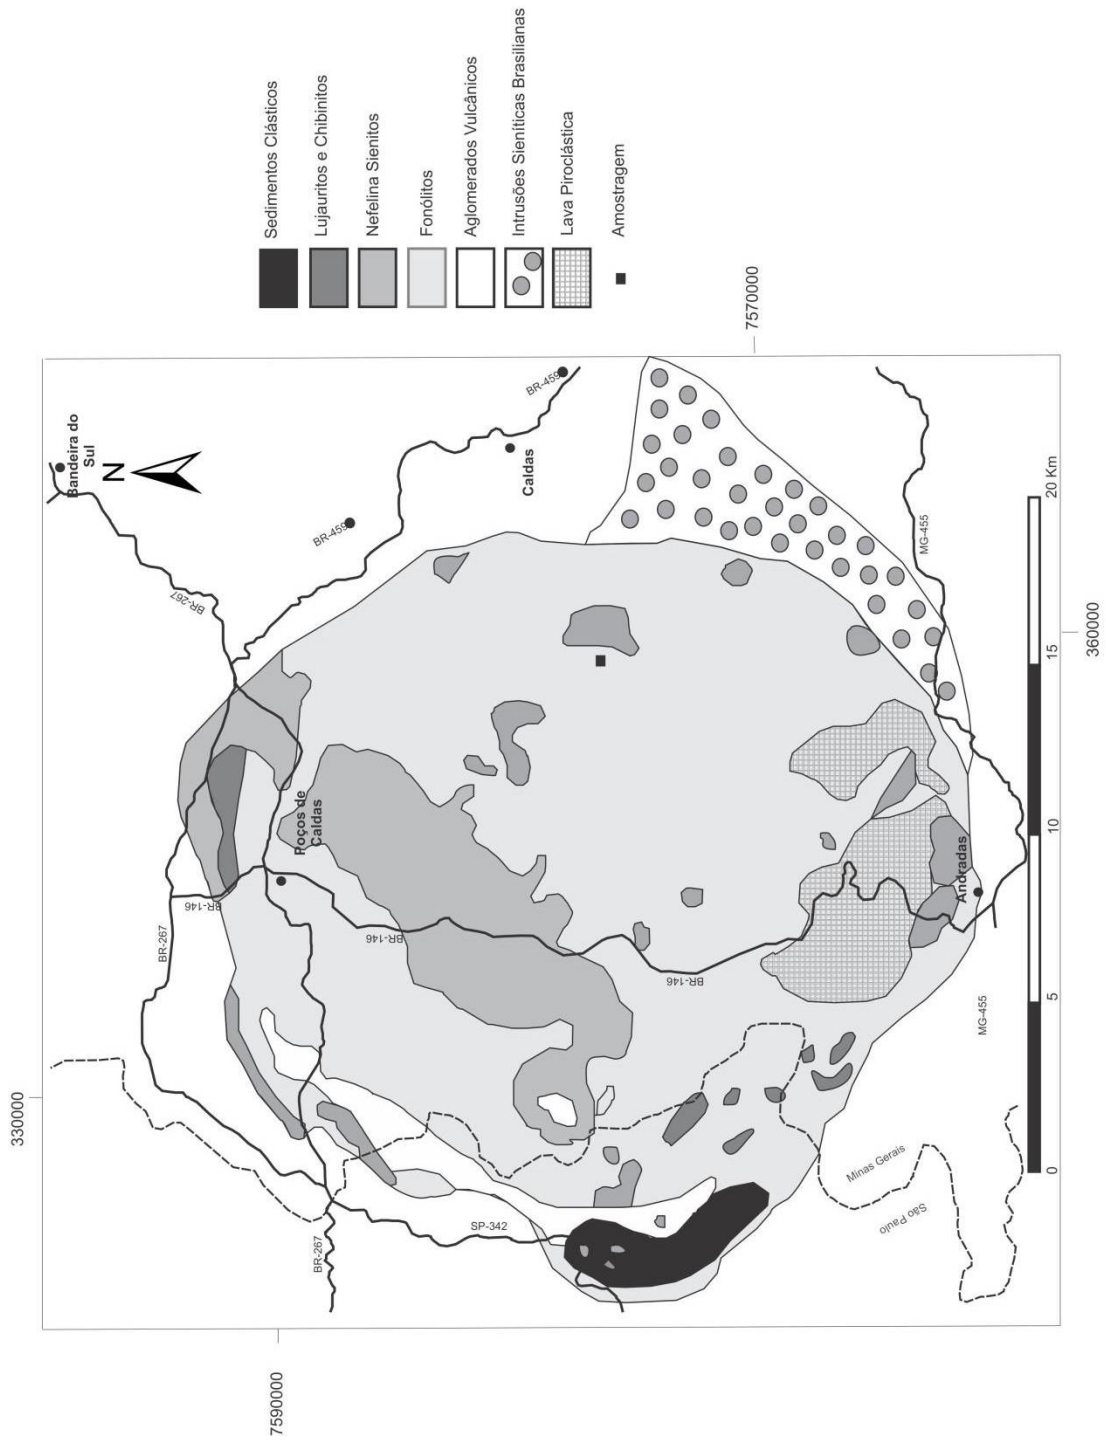 Sedimentos Clásticos
Lujauritos e Chibinitos
Nefelina Sienitos
Fonólitos
Aglomerados Vulcânicos
Intrusões Sieníticas Brasilianas
Lava Piroclástica
Amostragem
330000
360000
7590000
7570000
Bandeira do
Sul
N
BR-267
BR-459
BR-459
Caldas
BR-267
BR-146
Poços de
Caldas
BR-146
BR-146
SP-342
BR-267
Minas Gerais
São Paulo
MG-455
MG-455
Andradas
0
5
10
15
20 Km